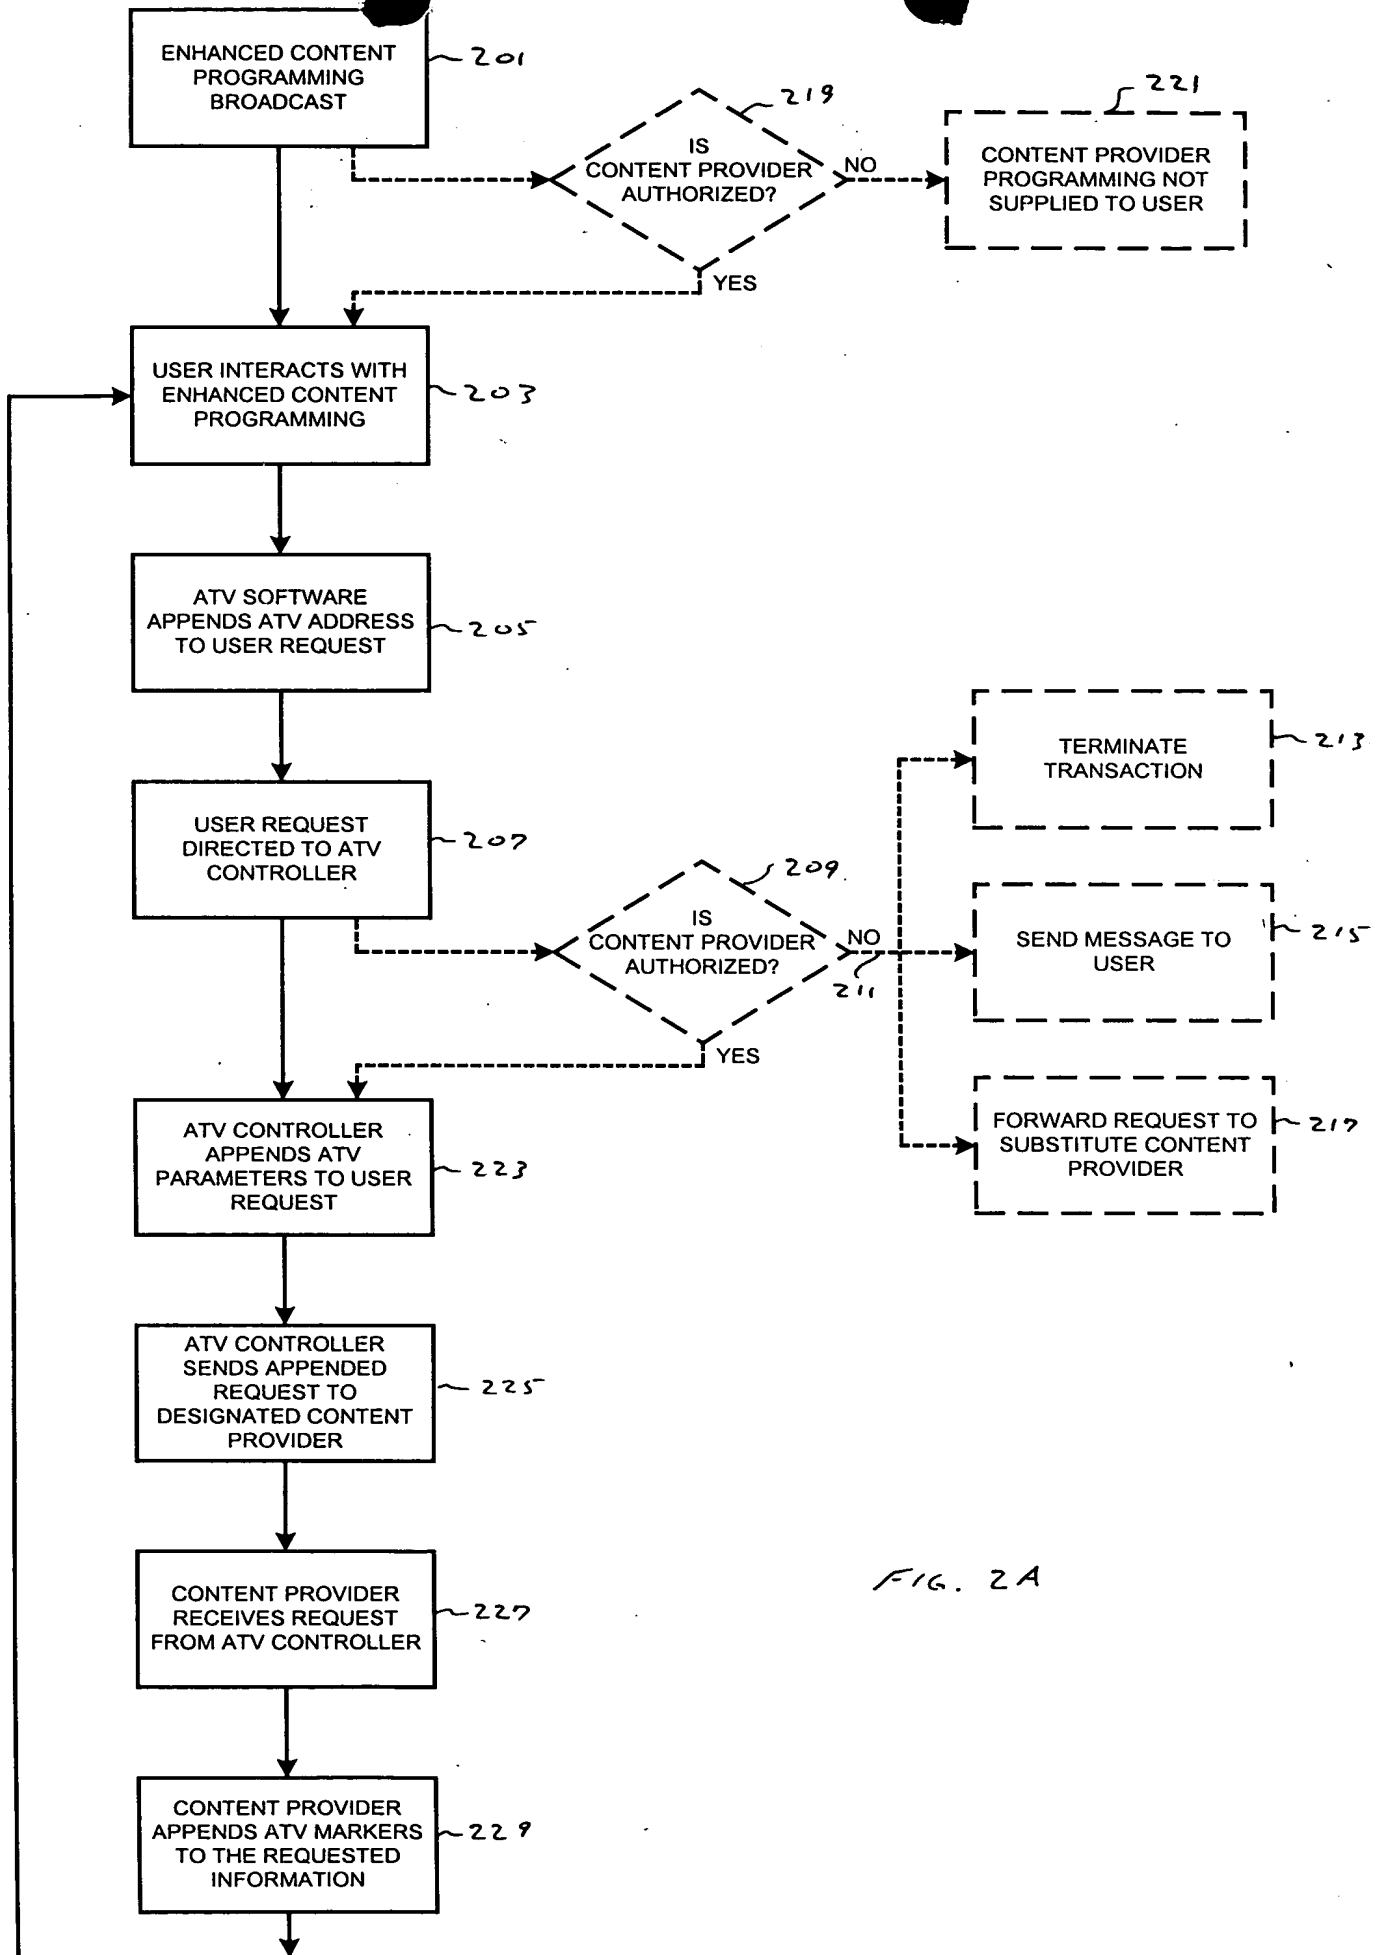 ENHANCED CONTENT
PROGRAMMING
BROADCAST
201
IS
CONTENT PROVIDER
AUTHORIZED?
219
NO
YES
CONTENT PROVIDER
PROGRAMMING NOT
SUPPLIED TO USER
221
USER INTERACTS WITH
ENHANCED CONTENT
PROGRAMMING
203
ATV SOFTWARE
APPENDS ATV ADDRESS
TO USER REQUEST
205
USER REQUEST
DIRECTED TO ATV
CONTROLLER
207
IS
CONTENT PROVIDER
AUTHORIZED?
209
NO
211
YES
TERMINATE
TRANSACTION
213
SEND MESSAGE TO
USER
215
FORWARD REQUEST TO
SUBSTITUTE CONTENT
PROVIDER
217
ATV CONTROLLER
APPENDS ATV
PARAMETERS TO USER
REQUEST
223
ATV CONTROLLER
SENDS APPENDED
REQUEST TO
DESIGNATED CONTENT
PROVIDER
225
CONTENT PROVIDER
RECEIVES REQUEST
FROM ATV CONTROLLER
227
FIG. 2A
CONTENT PROVIDER
APPENDS ATV MARKERS
TO THE REQUESTED
INFORMATION
229